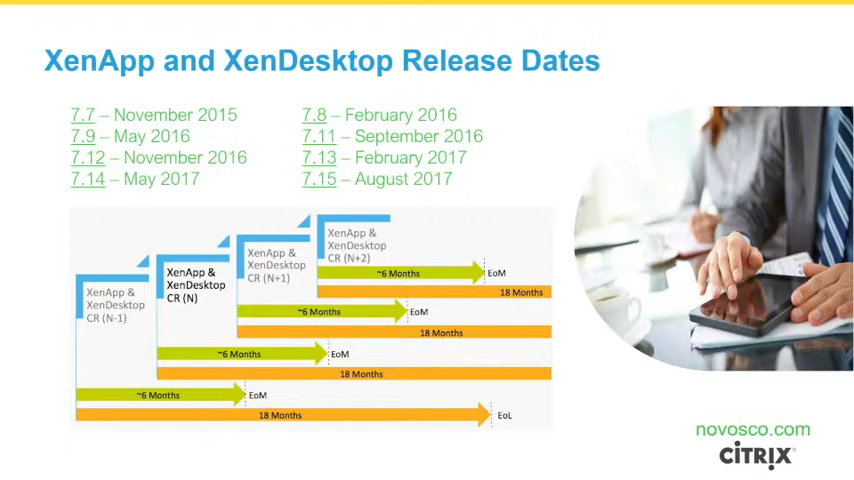 XenApp and XenDesktop Release Dates
7.7 – November 2015
7.8 – February 2016
7.9 – May 2016
7.11 – September 2016
7.12 – November 2016
7.13 – February 2017
7.14 – May 2017
7.15 – August 2017
XenApp &
XenDesktop
CR (N+2)
~6 Months
EoM
18 Months
XenApp &
XenDesktop
CR (N+1)
~6 Months
EoM
18 Months
XenApp &
XenDesktop
CR (N)
~6 Months
EoM
18 Months
XenApp &
XenDesktop
CR (N-1)
~6 Months
EoM
18 Months
EoL
novosco.com
CITRIX